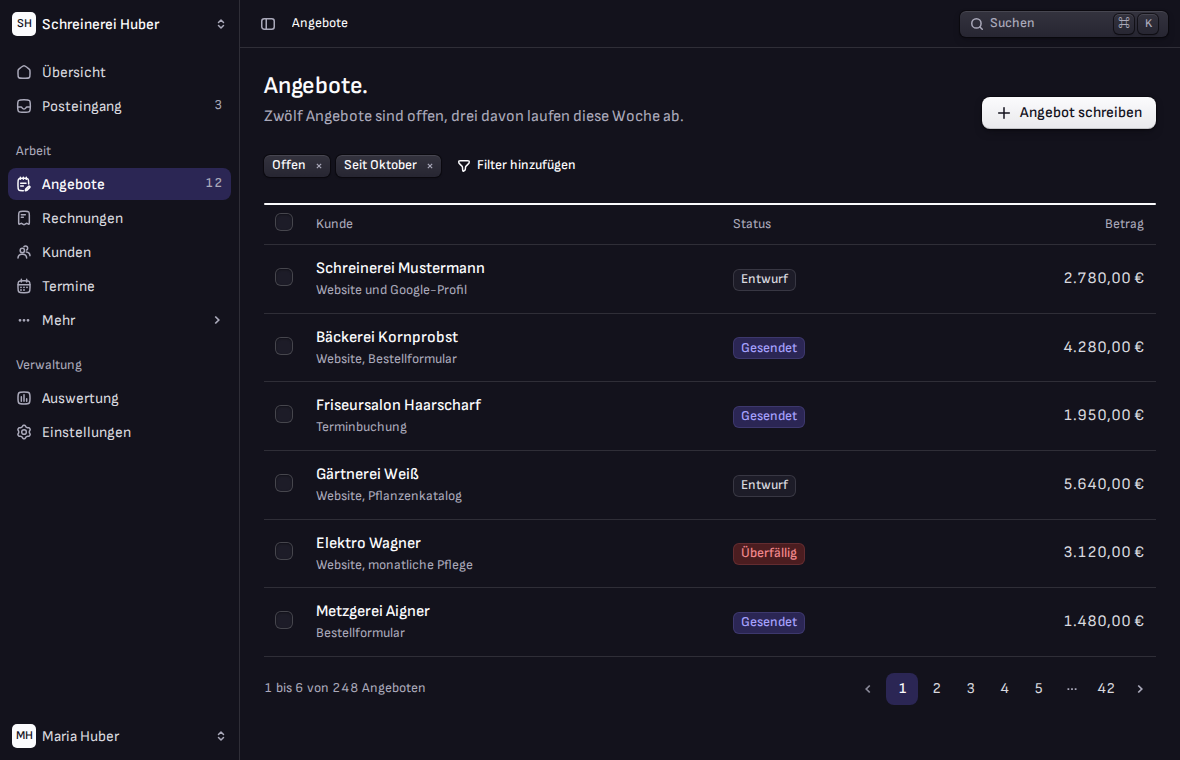 SH Schreinerei Huber
Übersicht
Posteingang 3
Arbeit
Angebote 12
Rechnungen
Kunden
Termine
Mehr
Verwaltung
Auswertung
Einstellungen
MH Maria Huber
Angebote
Suchen ⌘ K
Angebote.
Zwölf Angebote sind offen, drei davon laufen diese Woche ab.
Angebot schreiben
Offen × Seit Oktober × Filter hinzufügen
Kunde Status Betrag
Schreinerei Mustermann
Website und Google-Profil
Entwurf 2.780,00 €
Bäckerei Kornprobst
Website, Bestellformular
Gesendet 4.280,00 €
Friseursalon Haarscharf
Terminbuchung
Gesendet 1.950,00 €
Gärtnerei Weiß
Website, Pflanzenkatalog
Entwurf 5.640,00 €
Elektro Wagner
Website, monatliche Pflege
Überfällig 3.120,00 €
Metzgerei Aigner
Bestellformular
Gesendet 1.480,00 €
1 bis 6 von 248 Angeboten
1 2 3 4 5 ··· 42